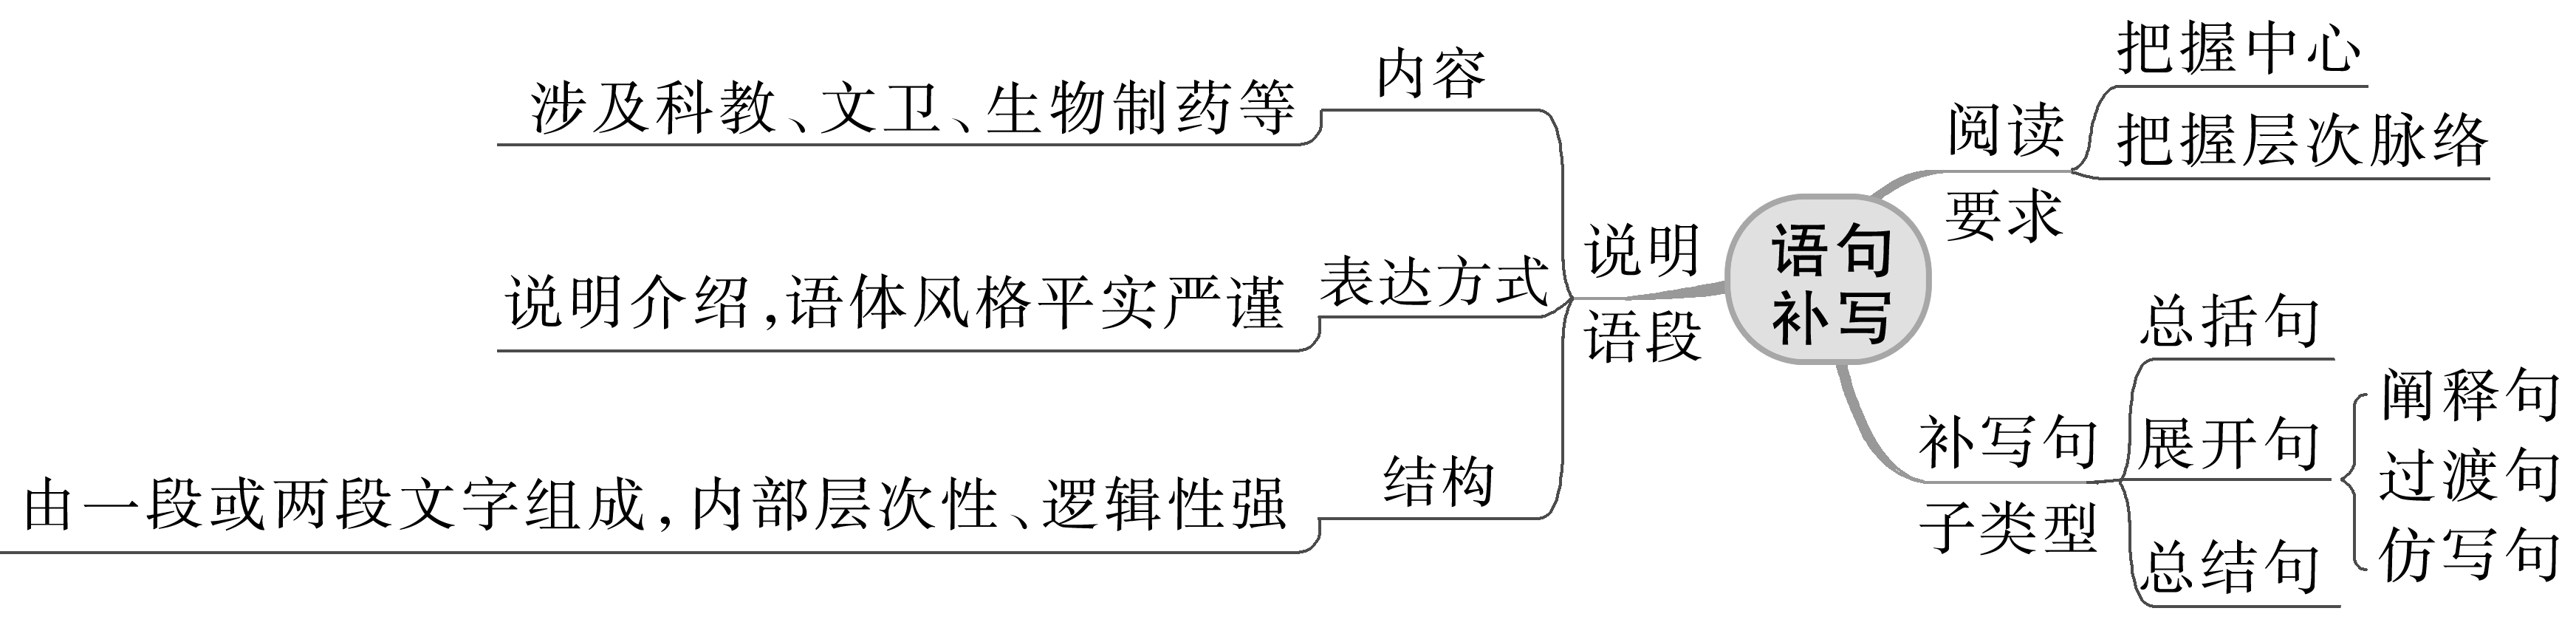 语句
补写
说明
语段
内容
涉及科教、文卫、生物制药等
表达方式
说明介绍,语体风格平实严谨
结构
由一段或两段文字组成,内部层次性、逻辑性强
阅读
要求
把握中心
把握层次脉络
补写句
子类型
总括句
展开句
阐释句
过渡句
仿写句
总结句